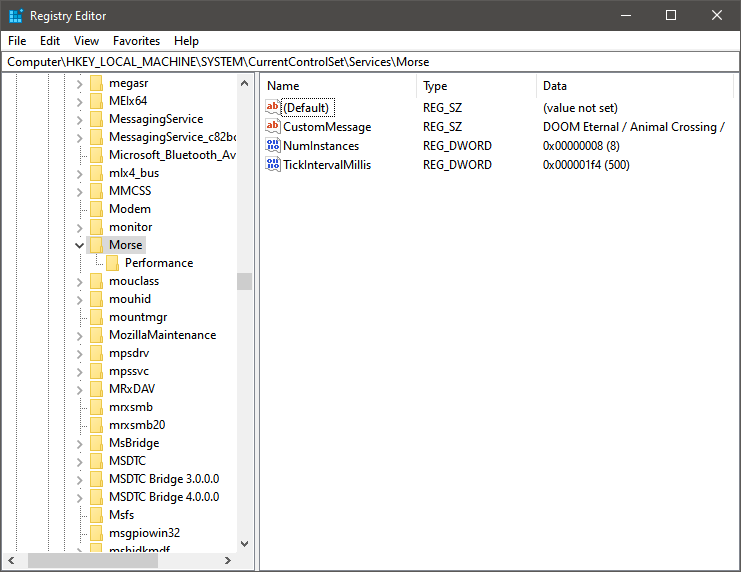 Registry Editor
File Edit View Favorites Help
Computer\HKEY_LOCAL_MACHINE\SYSTEM\CurrentControlSet\Services\Morse
megasr
MEIx64
MessagingService
MessagingService_c82bc
Microsoft_Bluetooth_Av
mlx4_bus
MMCSS
Modem
monitor
Morse
Performance
mouclass
mouhid
mountmgr
MozillaMaintenance
mpsdrv
mpssvc
MRxDAV
mrxsmb
mrxsmb20
MsBridge
MSDTC
MSDTC Bridge 3.0.0.0
MSDTC Bridge 4.0.0.0
Msfs
msgpiowin32
mshidkmdf
Name Type Data
(Default) REG_SZ (value not set)
CustomMessage REG_SZ DOOM Eternal / Animal Crossing /
NumInstances REG_DWORD 0x00000008 (8)
TickIntervalMillis REG_DWORD 0x000001f4 (500)